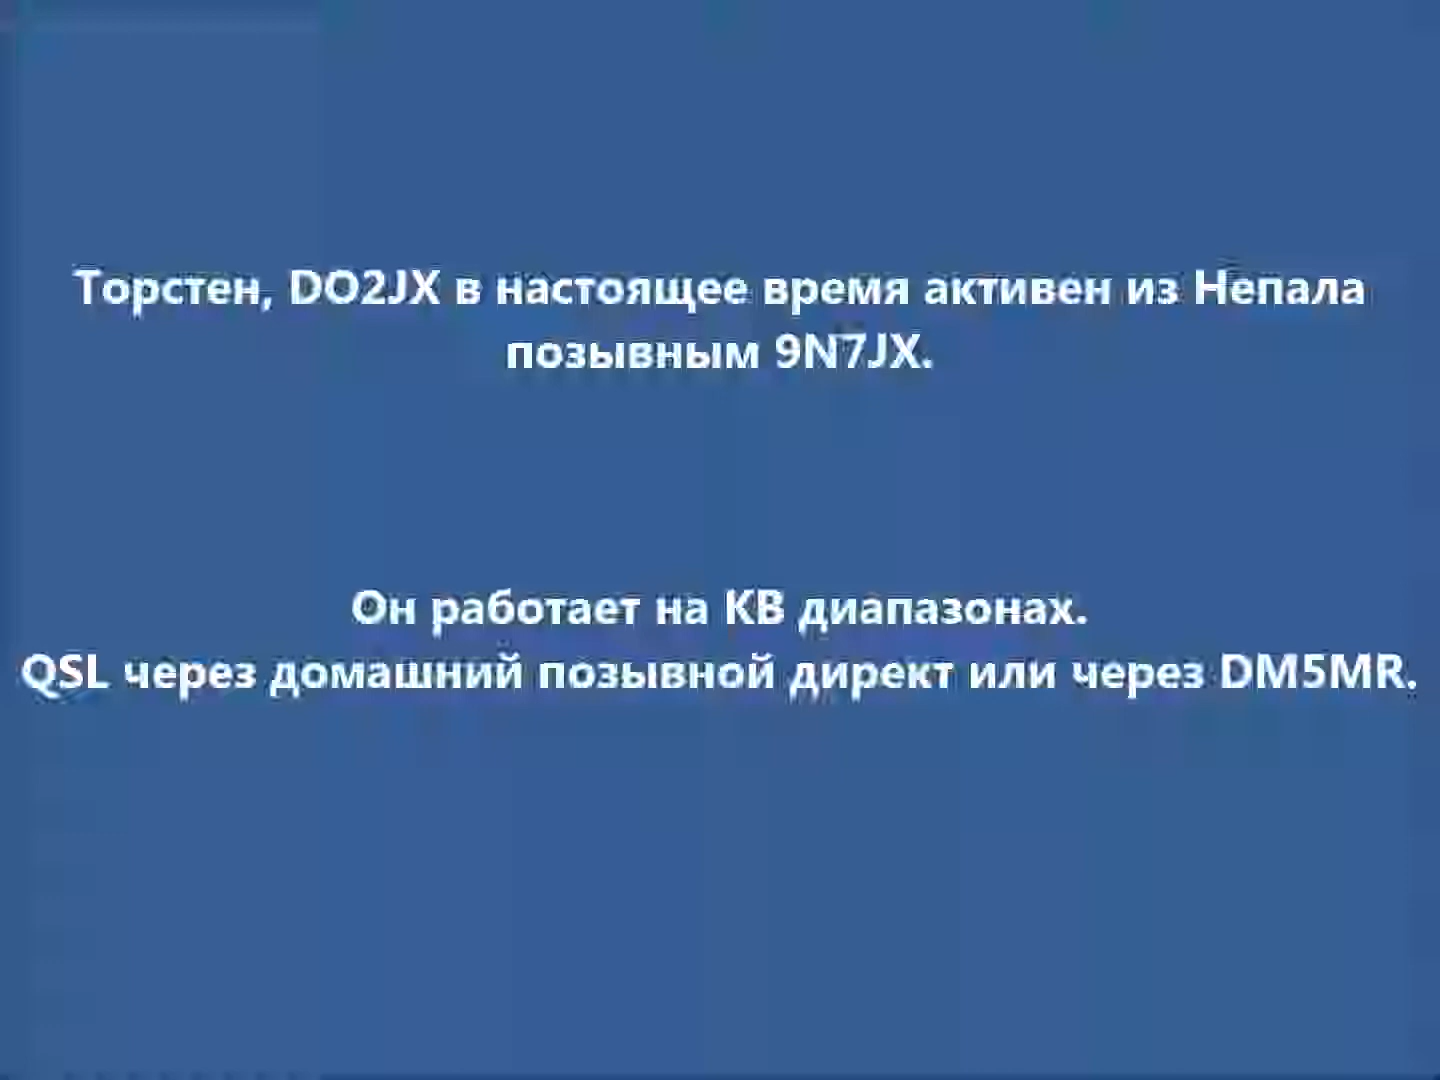 Торстен, DO2JX в настоящее время активен из Непала
позывным 9N7JX.
Он работает на КВ диапазонах.
QSL через домашний позывной директ или через DM5MR.